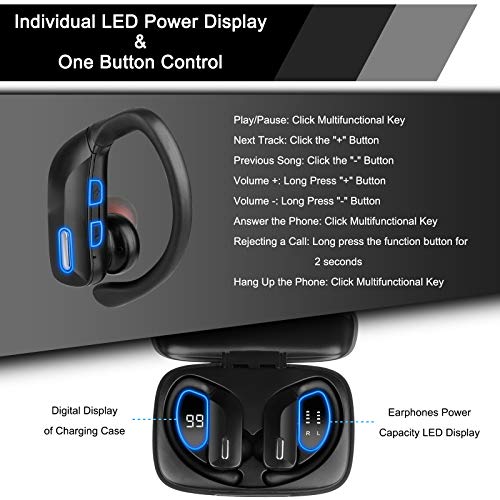 Individual LED Power Display
&
One Button Control
Play/Pause: Click Multifunctional Key
Next Track: Click the "+" Button
Previous Song: Click the "-" Button
Volume +: Long Press "+" Button
Volume -: Long Press "-" Button
Answer the Phone: Click Multifunctional Key
Rejecting a Call: Long press the function button for
2 seconds
Hang Up the Phone: Click Multifunctional Key
Digital Display
of Charging Case
99
R L
Earphones Power
Capacity LED Display